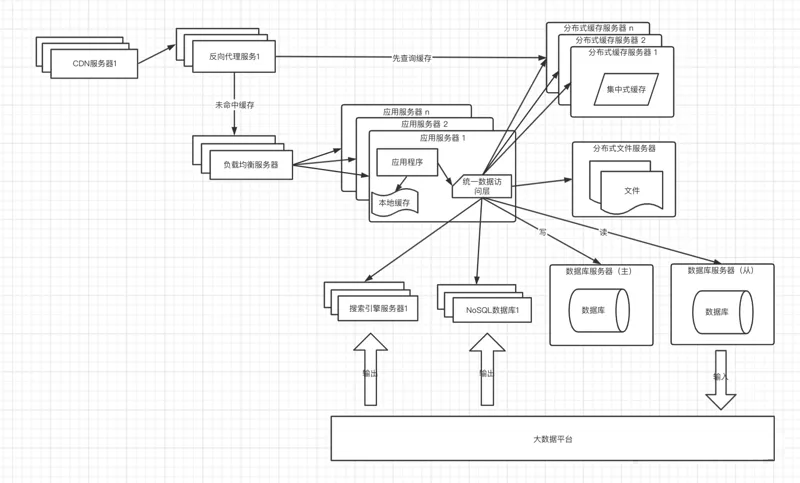 分布式缓存服务器 n
分布式缓存服务器 2
分布式缓存服务器 1
集中式缓存
CDN服务器1
反向代理服务1
先查询缓存
未命中缓存
负载均衡服务器
应用服务器 n
应用服务器 2
应用服务器 1
应用程序
本地缓存
统一数据访
问层
分布式文件服务器
文件
写
读
搜索引擎服务器1
NoSQL数据库1
数据库服务器（主）
数据库
数据库服务器（从）
数据库
输出
输出
输入
大数据平台